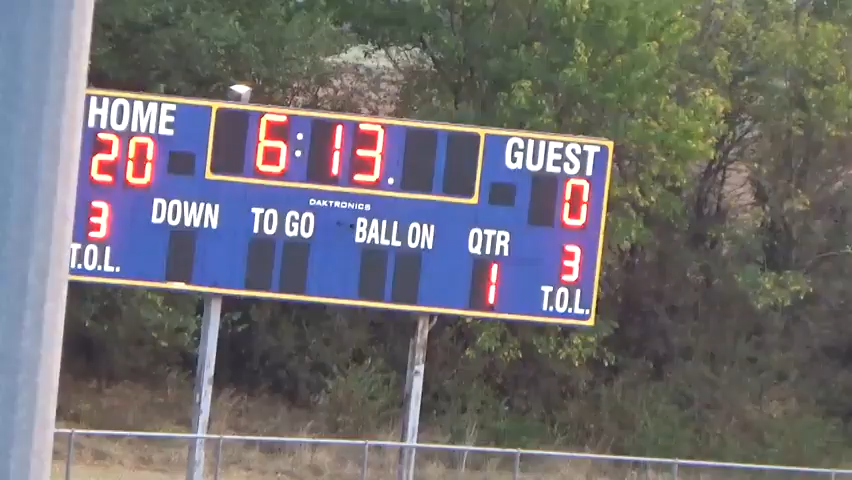 HOME 6:13. GUEST
20 0
DAKTRONICS
3 DOWN TO GO BALL ON QTR 3
T.O.L. 1 T.O.L.